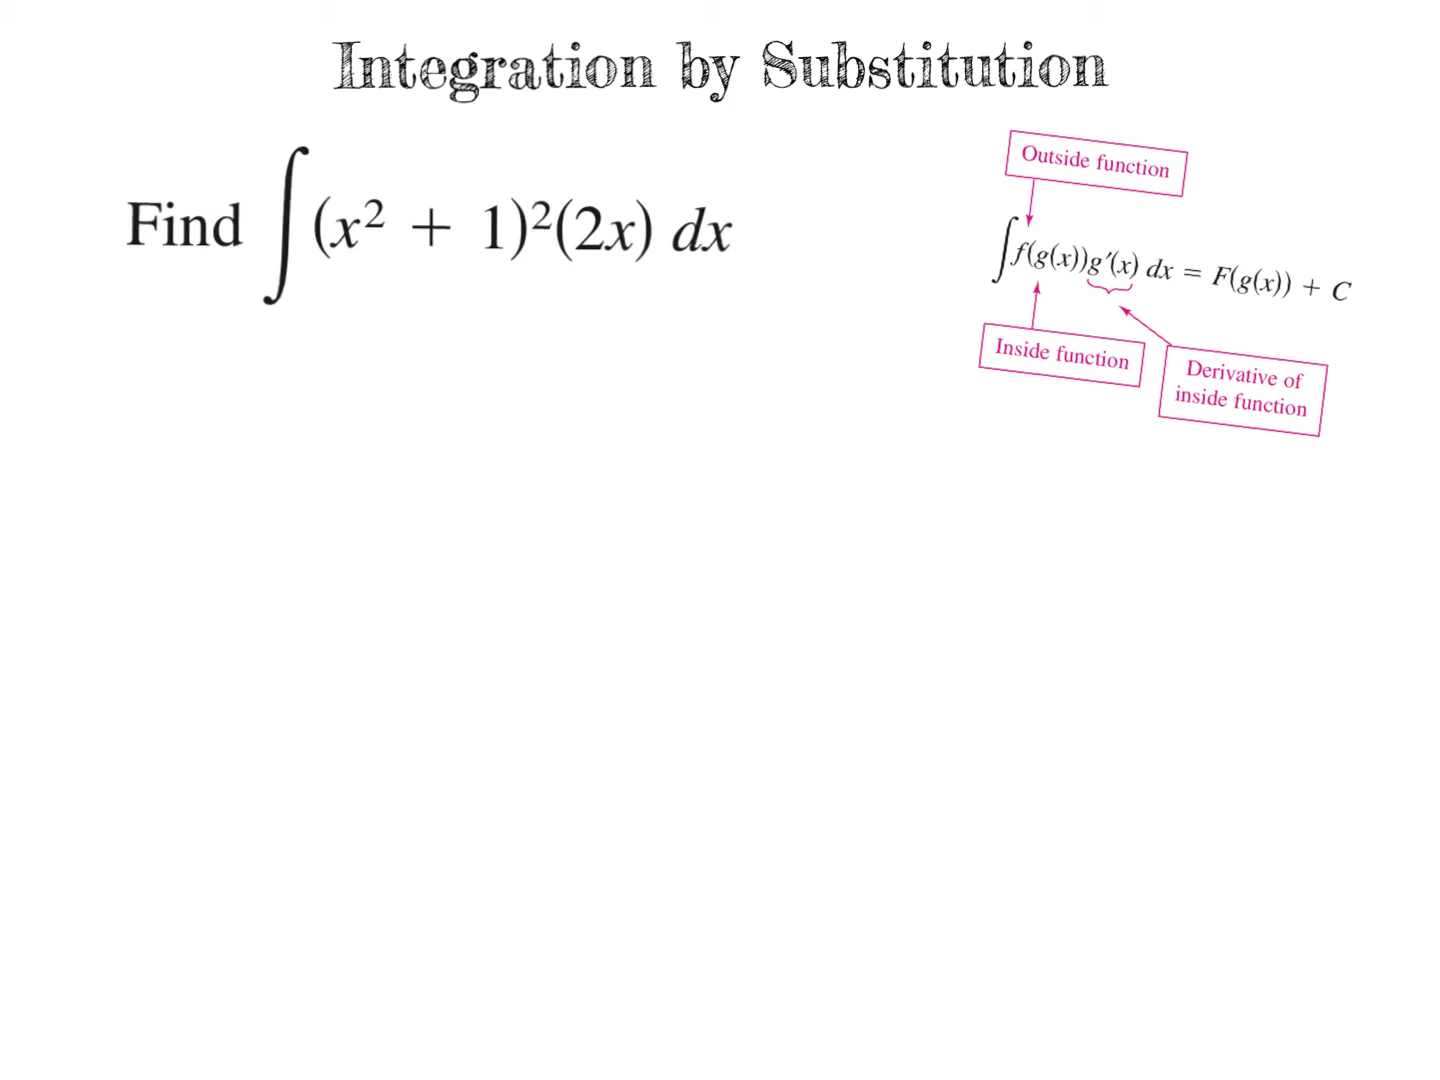 Integration by Substitution
Find ∫(x² + 1)²(2x) dx
Outside function
∫f(g(x))g′(x) dx = F(g(x)) + C
Inside function
Derivative of
inside function